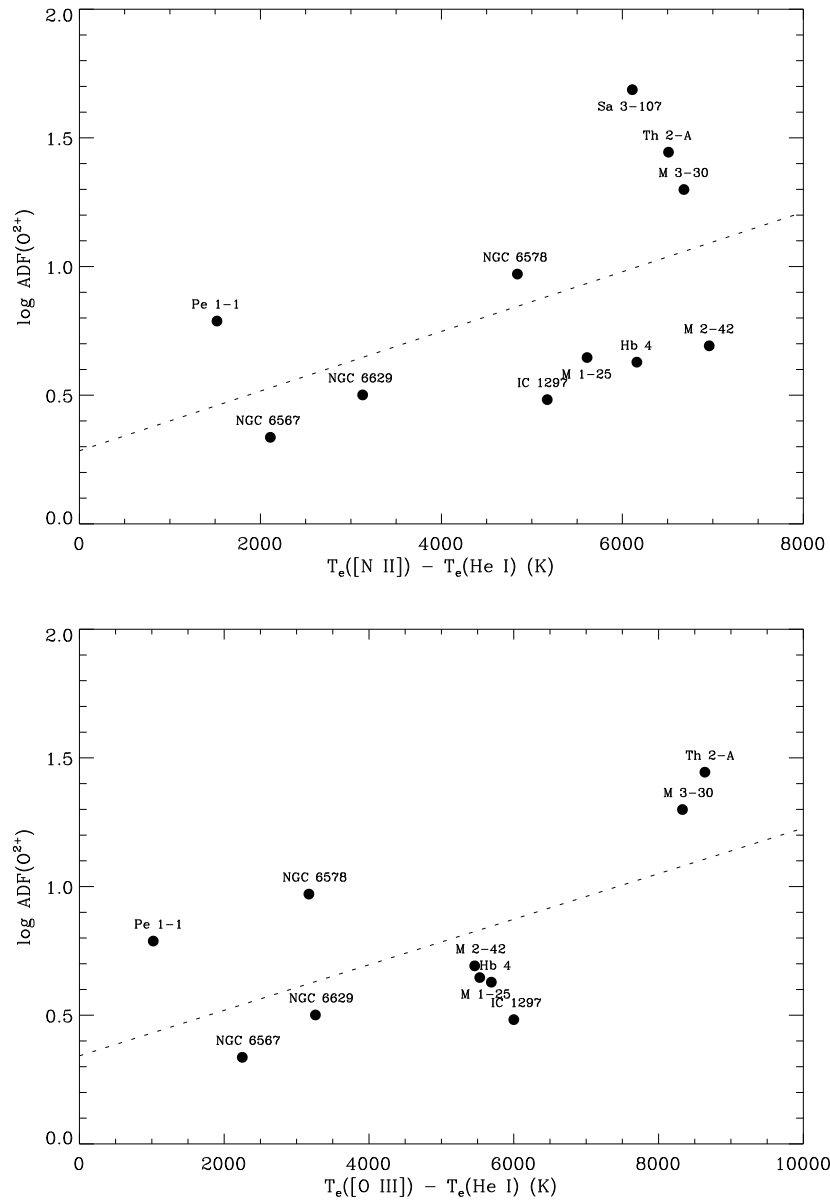 2.0
Sa 3-107
1.5
Th 2-A
M 3-30
log ADF(O2+)
1.0
NGC 6578
Pe 1-1
M 2-42
Hb 4
M 1-25
NGC 6629
IC 1297
0.5
NGC 6567
0.0
0 2000 4000 6000 8000
Te([N II]) − Te(He I) (K)
2.0
1.5
Th 2-A
M 3-30
log ADF(O2+)
1.0
NGC 6578
Pe 1-1
M 2-42
Hb 4
M 1-25
NGC 6629
IC 1297
0.5
NGC 6567
0.0
0 2000 4000 6000 8000 10000
Te([O III]) − Te(He I) (K)